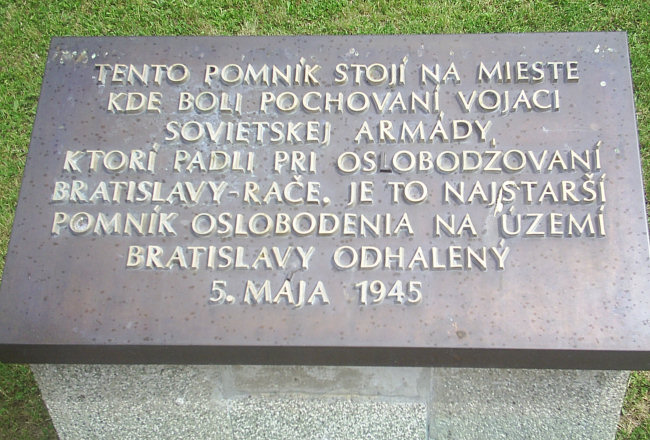 TENTO POMNÍK STOJÍ NA MIESTE
KDE BOLI POCHOVANÍ VOJACI
SOVIETSKEJ ARMÁDY,
KTORÍ PADLI PRI OSLOBODZOVANÍ
BRATISLAVY-RAČE. JE TO NAJSTARŠÍ
POMNÍK OSLOBODENIA NA ÚZEMÍ
BRATISLAVY ODHALENÝ
5. MÁJA 1945